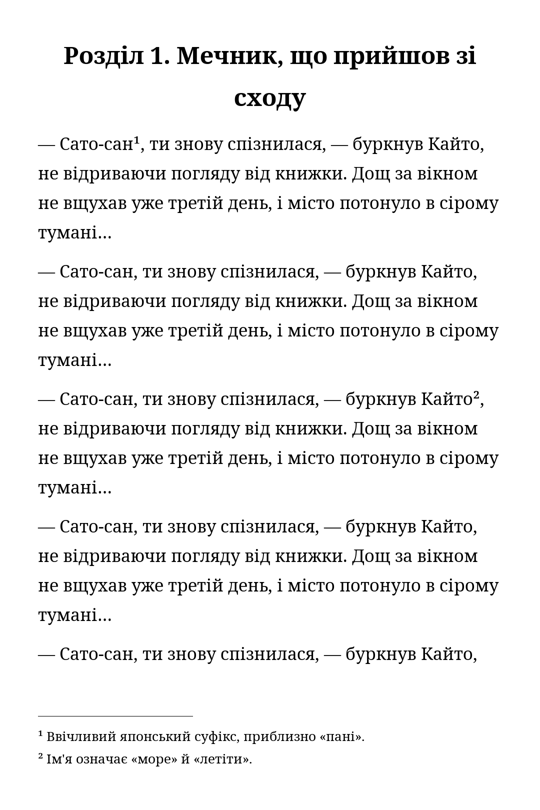 Розділ 1. Мечник, що прийшов зі
сходу
— Сато-сан¹, ти знову спізнилася, — буркнув Кайто,
не відриваючи погляду від книжки. Дощ за вікном
не вщухав уже третій день, і місто потонуло в сірому
тумані…
— Сато-сан, ти знову спізнилася, — буркнув Кайто,
не відриваючи погляду від книжки. Дощ за вікном
не вщухав уже третій день, і місто потонуло в сірому
тумані…
— Сато-сан, ти знову спізнилася, — буркнув Кайто²,
не відриваючи погляду від книжки. Дощ за вікном
не вщухав уже третій день, і місто потонуло в сірому
тумані…
— Сато-сан, ти знову спізнилася, — буркнув Кайто,
не відриваючи погляду від книжки. Дощ за вікном
не вщухав уже третій день, і місто потонуло в сірому
тумані…
— Сато-сан, ти знову спізнилася, — буркнув Кайто,
¹ Ввічливий японський суфікс, приблизно «пані».
² Ім'я означає «море» й «летіти».